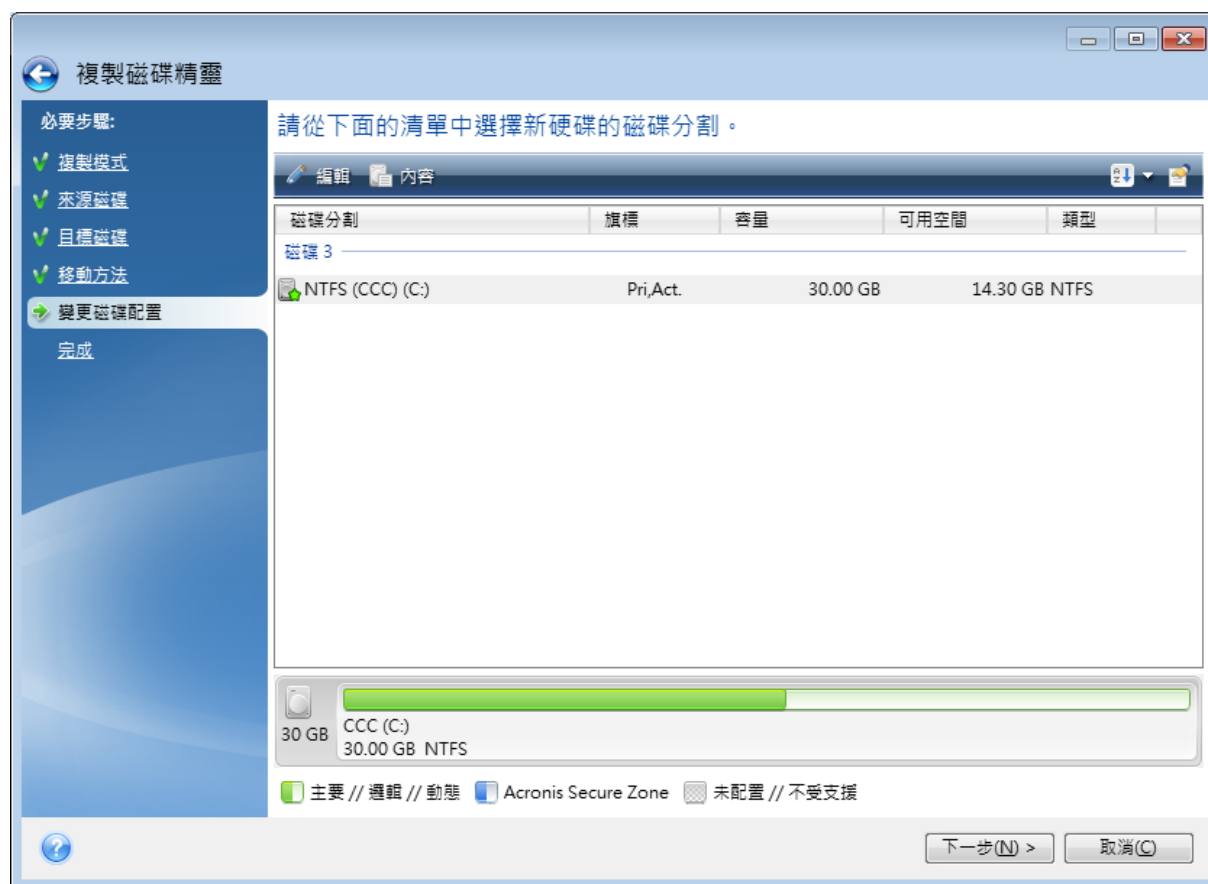 複製磁碟精靈
必要步驟:
複製模式
來源磁碟
目標磁碟
移動方法
變更磁碟配置
完成
請從下面的清單中選擇新硬碟的磁碟分割。
編輯 內容
磁碟分割 旗標 容量 可用空間 類型
磁碟 3
NTFS (CCC) (C:) Pri,Act. 30.00 GB 14.30 GB NTFS
30 GB
CCC (C:)
30.00 GB NTFS
主要 // 邏輯 // 動態 Acronis Secure Zone 未配置 // 不受支援
下一步(N) > 取消(C)